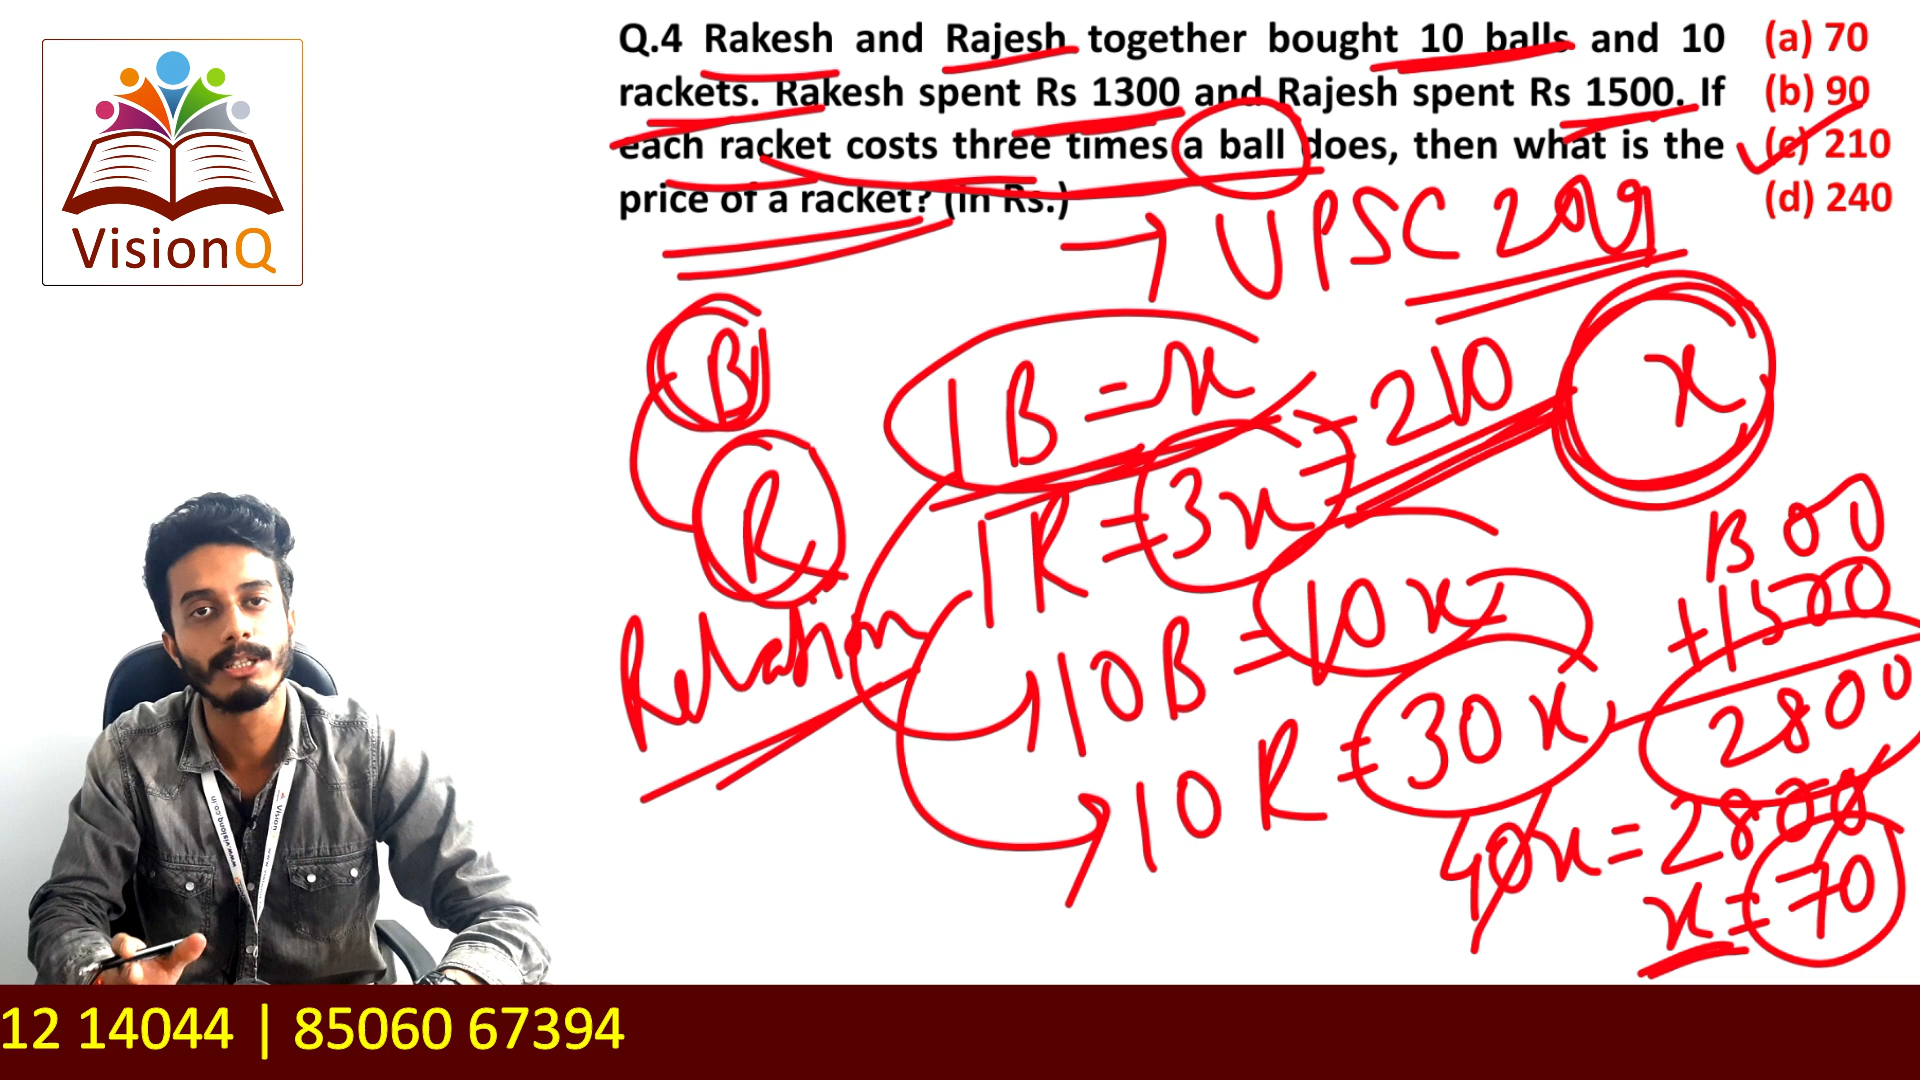 Q.4 Rakesh and Rajesh together bought 10 balls and 10
rackets. Rakesh spent Rs 1300 and Rajesh spent Rs 1500. If
each racket costs three times a ball does, then what is the
price of a racket? (In Rs.)
(a) 70
(b) 90
(c) 210
(d) 240
VisionQ
→ UPSC
B
R
Relation
1B = x
1R = 3x = 210
x
10B = 10x
10R = 30x
1300
+1500
2800
40x = 2800
x = 70
12 14044 | 85060 67394